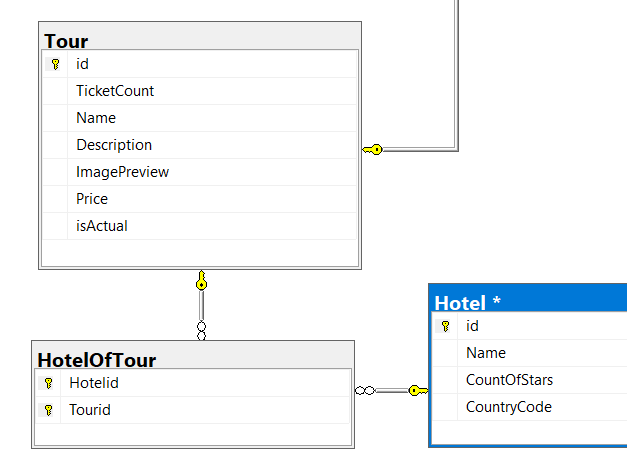 Tour
id
TicketCount
Name
Description
ImagePreview
Price
isActual
HotelOfTour
Hotelid
Tourid
Hotel *
id
Name
CountOfStars
CountryCode